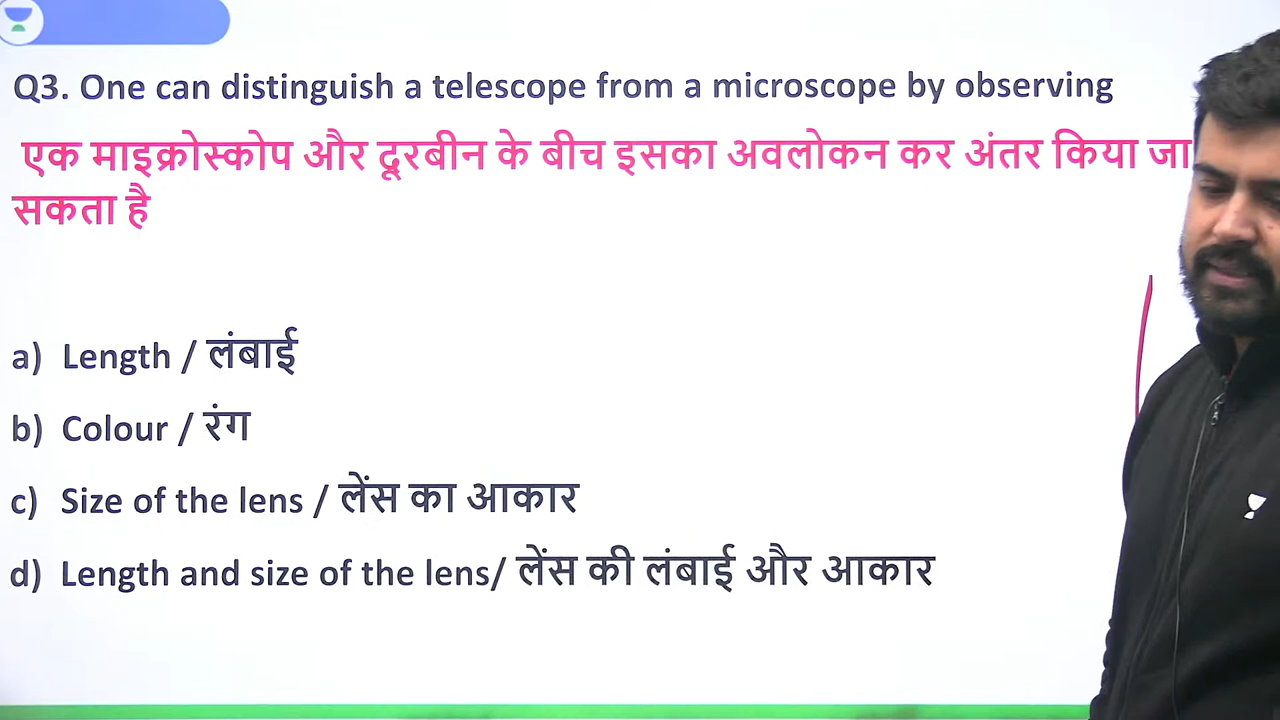 Q3. One can distinguish a telescope from a microscope by observing
एक माइक्रोस्कोप और दूरबीन के बीच इसका अवलोकन कर अंतर किया जा
सकता है
a) Length / लंबाई
b) Colour / रंग
c) Size of the lens / लेंस का आकार
d) Length and size of the lens/ लेंस की लंबाई और आकार